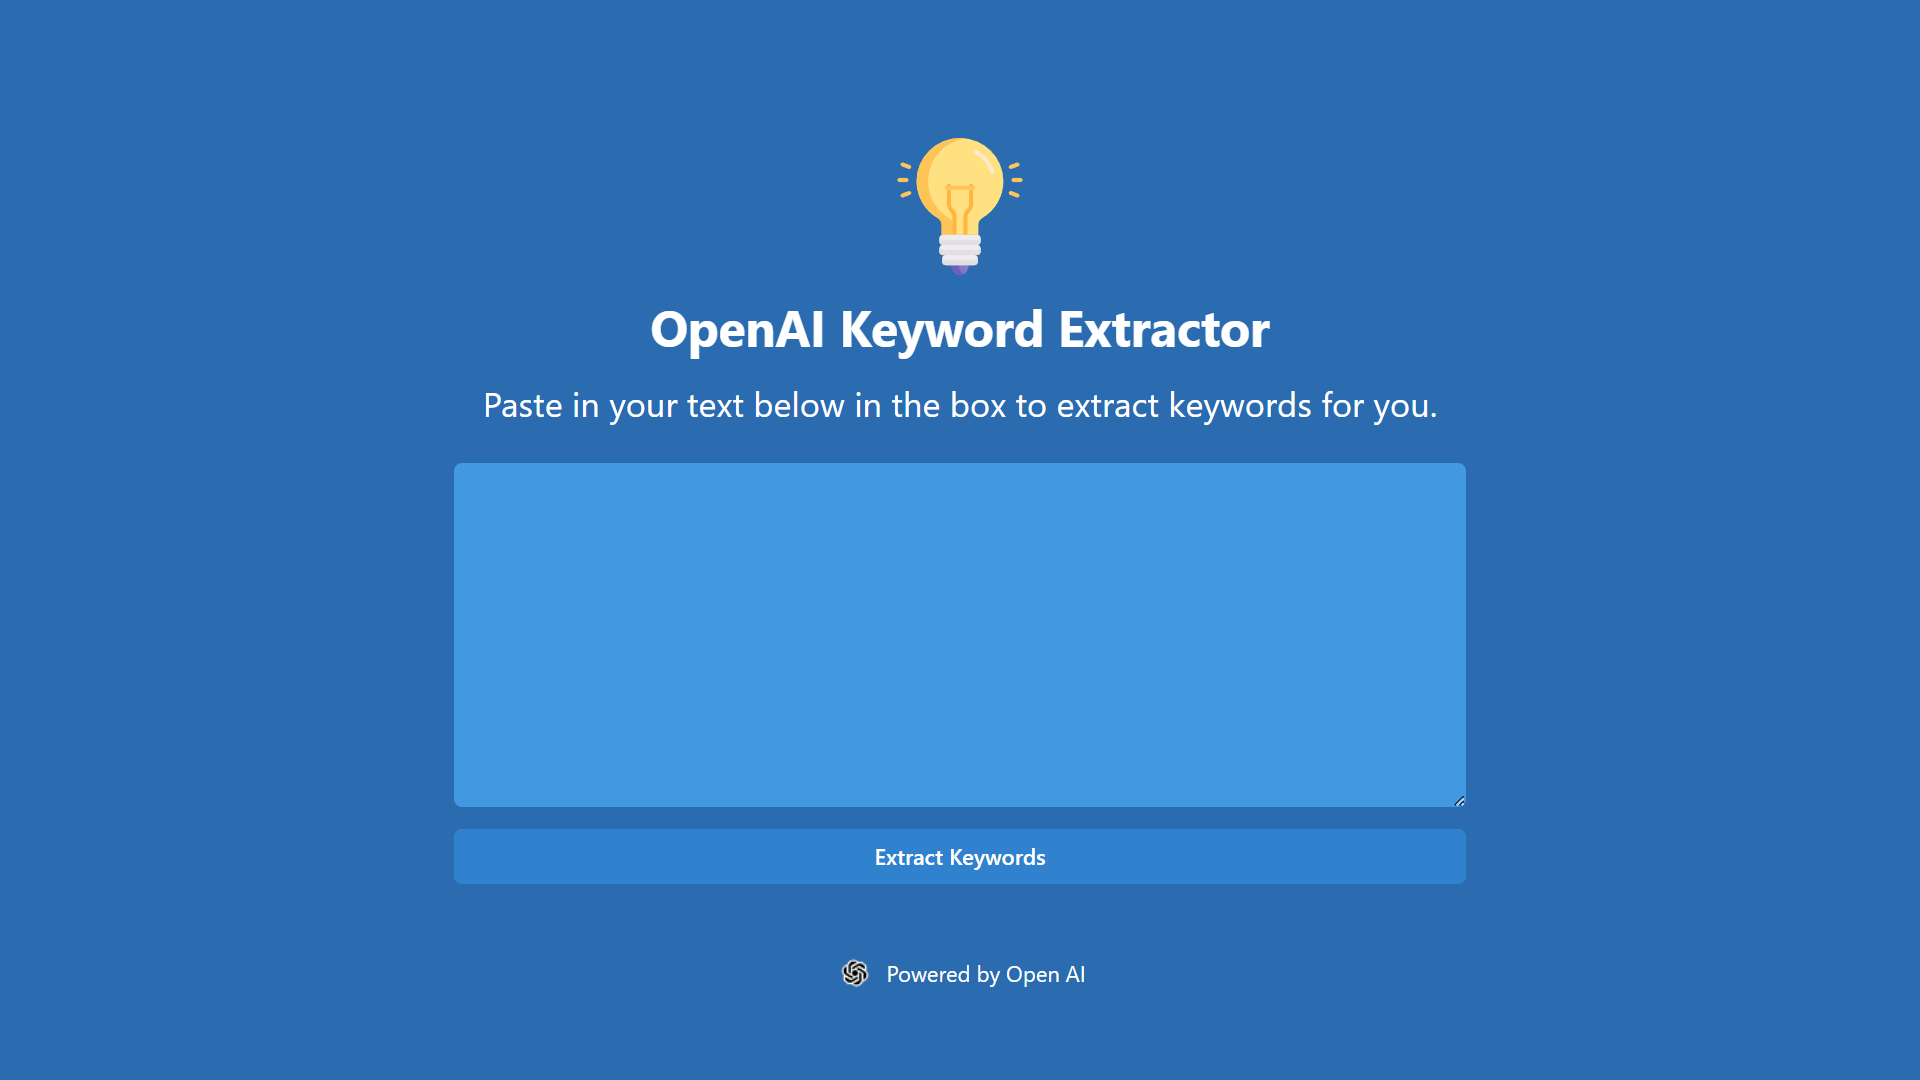 OpenAI Keyword Extractor
Paste in your text below in the box to extract keywords for you.
Extract Keywords
Powered by Open AI